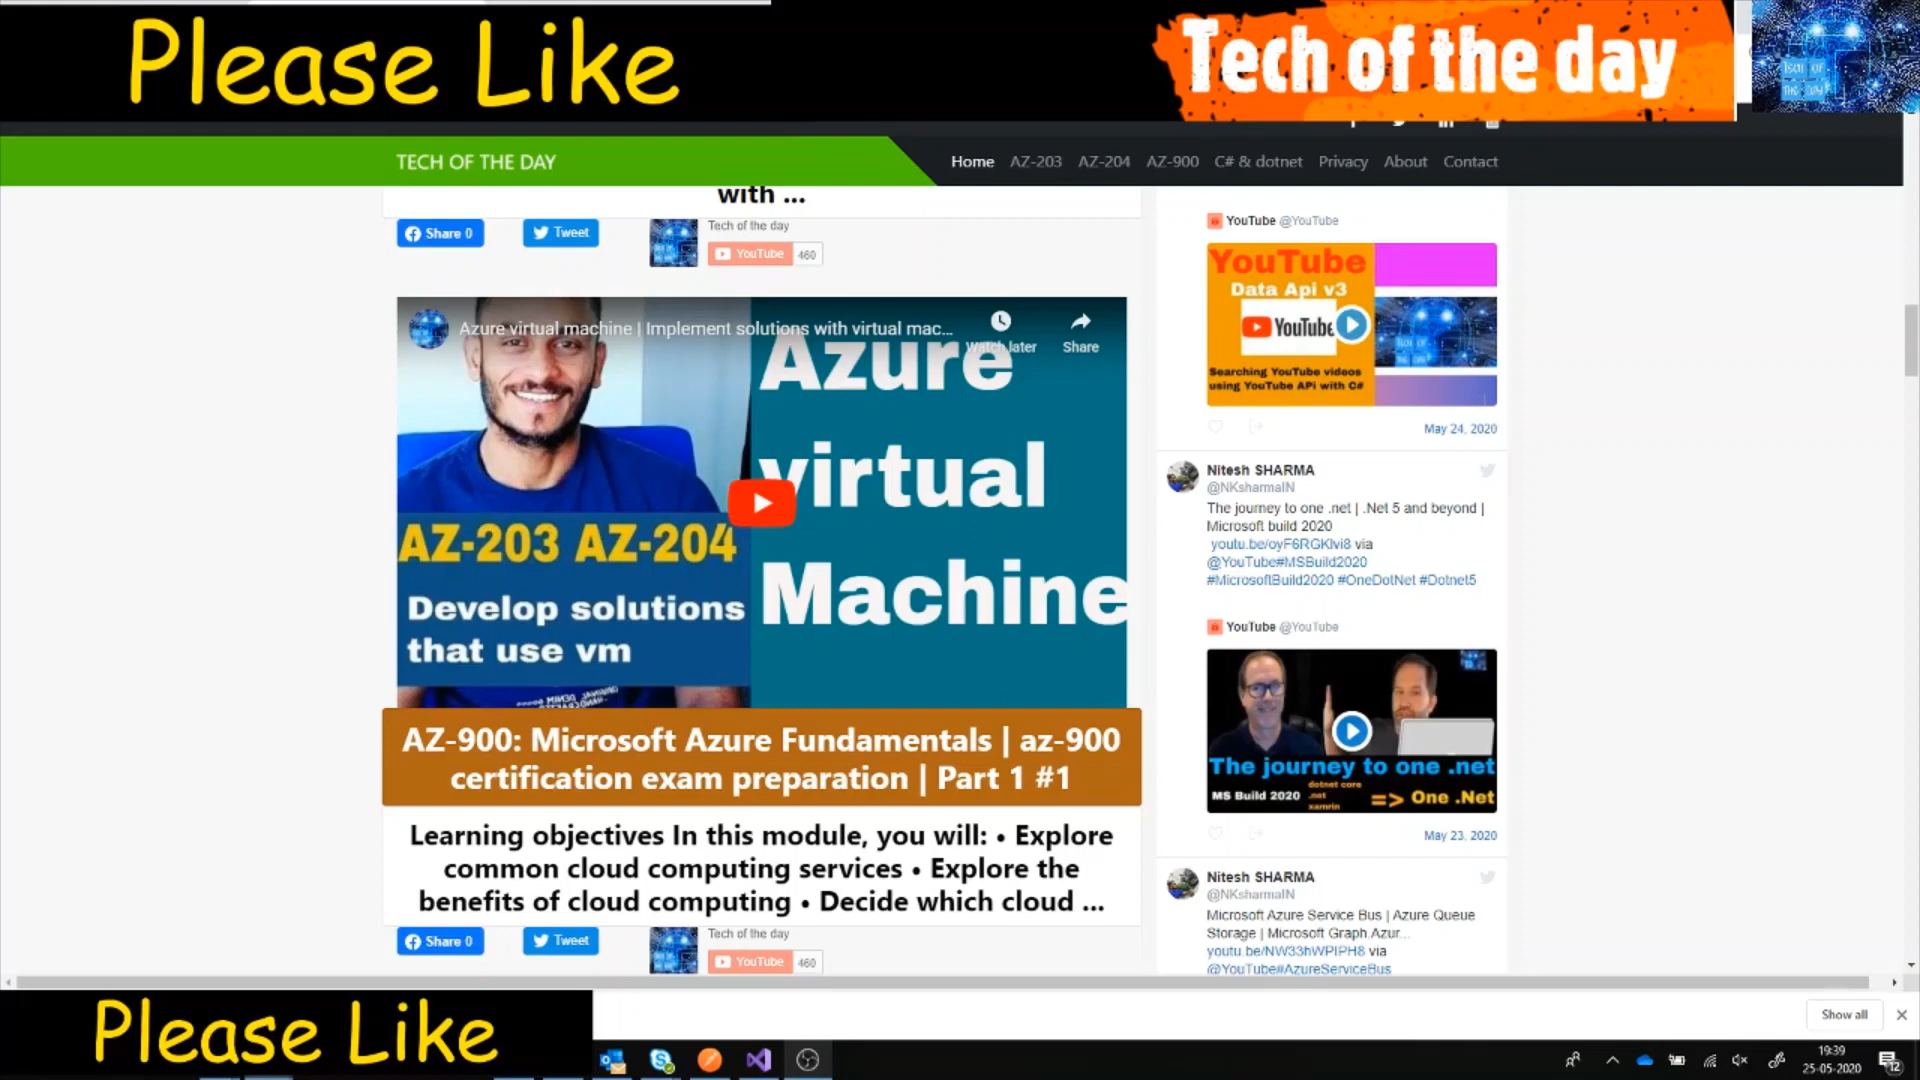 Please Like
Tech of the day
TECH OF
THE DAY
TECH OF THE DAY
Home AZ-203 AZ-204 AZ-900 C# & dotnet Privacy About Contact
with ...
Share 0
Tweet
Tech of the day
YouTube 460
Azure virtual machine | Implement solutions with virtual mac...
Watch later
Share
Azure
virtual
Machine
AZ-203 AZ-204
Develop solutions
that use vm
AZ-900: Microsoft Azure Fundamentals | az-900
certification exam preparation | Part 1 #1
Learning objectives In this module, you will: • Explore
common cloud computing services • Explore the
benefits of cloud computing • Decide which cloud ...
Share 0
Tweet
Tech of the day
YouTube 460
YouTube @YouTube
YouTube
Data Api v3
YouTube
Searching YouTube videos
using YouTube APi with C#
May 24, 2020
Nitesh SHARMA
@NKsharmaIN
The journey to one .net | .Net 5 and beyond |
Microsoft build 2020
youtu.be/oyF6RGKlvi8 via
@YouTube#MSBuild2020
#MicrosoftBuild2020 #OneDotNet #Dotnet5
YouTube @YouTube
The journey to one .net
MS Build 2020
dotnet core
.net
xamrin
=> One .Net
May 23, 2020
Nitesh SHARMA
@NKsharmaIN
Microsoft Azure Service Bus | Azure Queue
Storage | Microsoft Graph Azur...
youtu.be/NW33hWPIPH8 via
@YouTube#AzureServiceBus
Show all
Please Like
19:39
25-05-2020
12